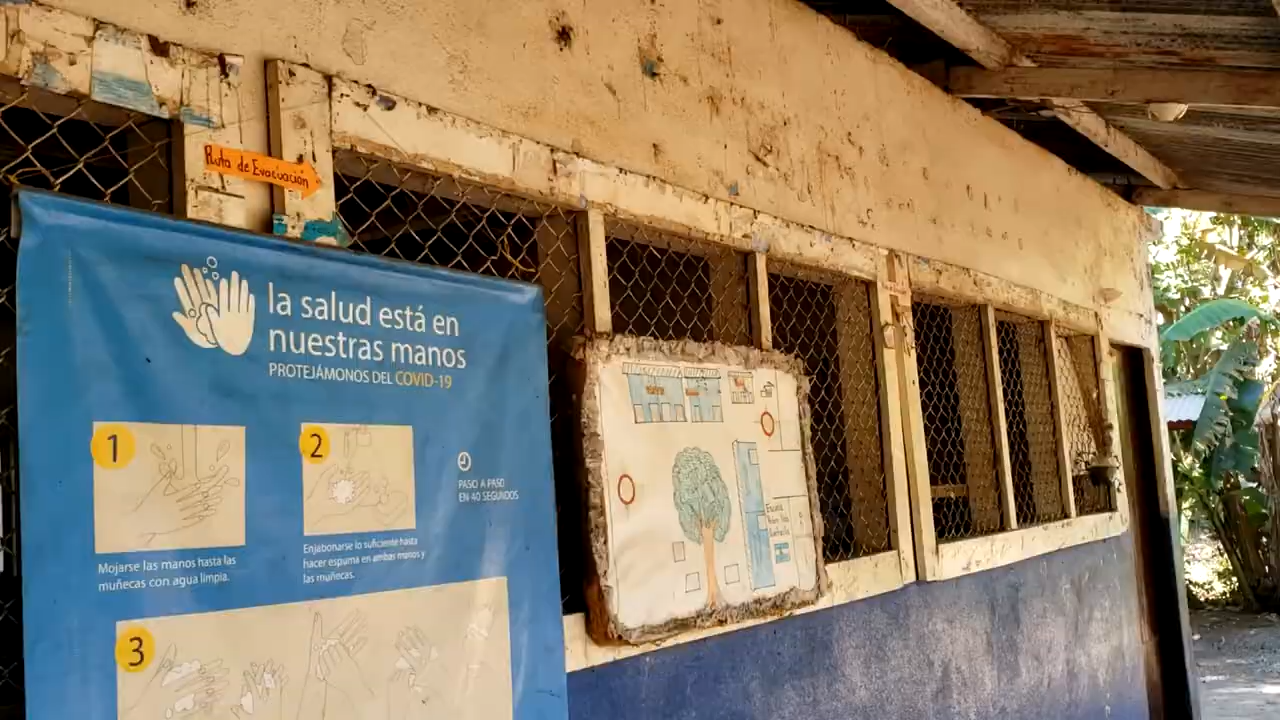 Ruta de Evacuación
la salud está en
nuestras manos
PROTEJÁMONOS DEL COVID-19
1
2
PASO A PASO
EN 40 SEGUNDOS
Mojarse las manos hasta las
muñecas con agua limpia.
Enjabonarse lo suficiente hasta
hacer espuma en ambas manos y
las muñecas.
3
Escuela